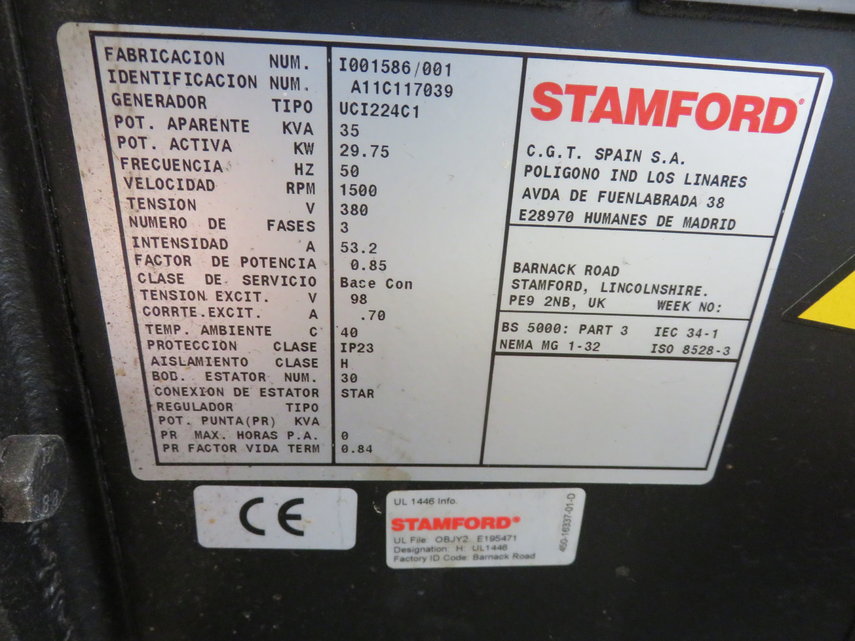 FABRICACION NUM. I001586/001
IDENTIFICACION NUM. A11C117039
GENERADOR TIPO UCI224C1
POT. APARENTE KVA 35
POT. ACTIVA KW 29.75
FRECUENCIA HZ 50
VELOCIDAD RPM 1500
TENSION V 380
NUMERO DE FASES 3
INTENSIDAD A 53.2
FACTOR DE POTENCIA 0.85
CLASE DE SERVICIO Base Con
TENSION EXCIT. V 98
CORRTE.EXCIT. A .70
TEMP. AMBIENTE C 40
PROTECCION CLASE IP23
AISLAMIENTO CLASE H
BOD. ESTATOR NUM. 30
CONEXION DE ESTATOR STAR
REGULADOR TIPO
POT. PUNTA(PR) KVA
PR MAX. HORAS P.A. 0
PR FACTOR VIDA TERM 0.84
STAMFORD®
C.G.T. SPAIN S.A.
POLIGONO IND LOS LINARES
AVDA DE FUENLABRADA 38
E28970 HUMANES DE MADRID
BARNACK ROAD
STAMFORD, LINCOLNSHIRE.
PE9 2NB, UK WEEK NO:
BS 5000: PART 3 IEC 34-1
NEMA MG 1-32 ISO 8528-3
CE
UL 1446 Info.
STAMFORD®
UL File: OBJY2. E195471
Designation: H: UL1446
Factory ID Code: Barnack Road
450-16337-01-D